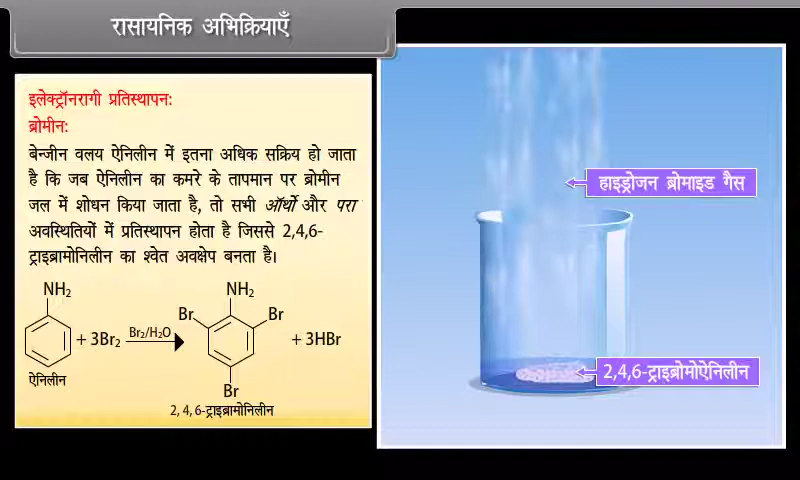 रासायनिक अभिक्रियाएँ
इलेक्ट्रॉनरागी प्रतिस्थापन:
ब्रोमीन:
बेन्जीन वलय ऐनिलीन में इतना अधिक सक्रिय हो जाता
है कि जब ऐनिलीन का कमरे के तापमान पर ब्रोमीन
जल में शोधन किया जाता है, तो सभी ऑर्थो और परा
अवस्थितियों में प्रतिस्थापन होता है जिससे 2,4,6-
ट्राइब्रामोनिलीन का श्वेत अवक्षेप बनता है।
NH₂
+ 3Br₂
Br₂/H₂O
NH₂
Br
Br
Br
+ 3HBr
ऐनिलीन
2, 4, 6-ट्राइब्रामोनिलीन
हाइड्रोजन ब्रोमाइड गैस
2,4,6-ट्राइब्रोमोऐनिलीन